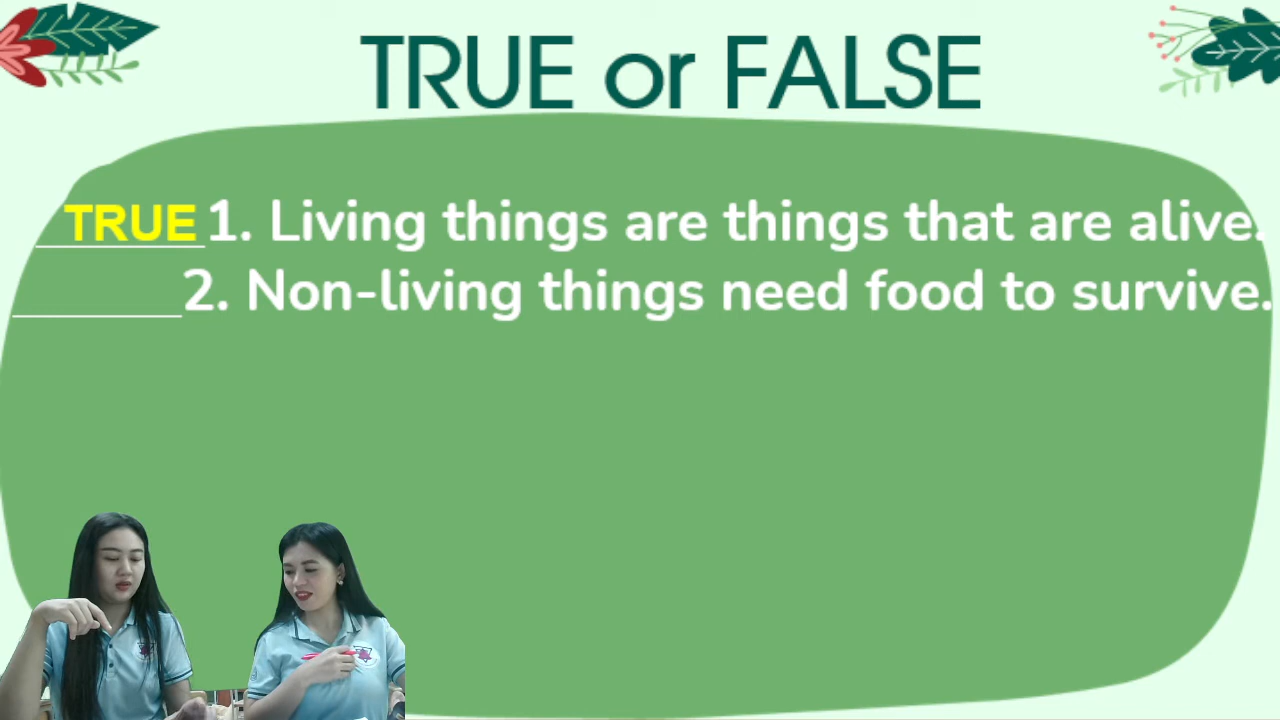 TRUE or FALSE
TRUE 1. Living things are things that are alive.
_______2. Non-living things need food to survive.